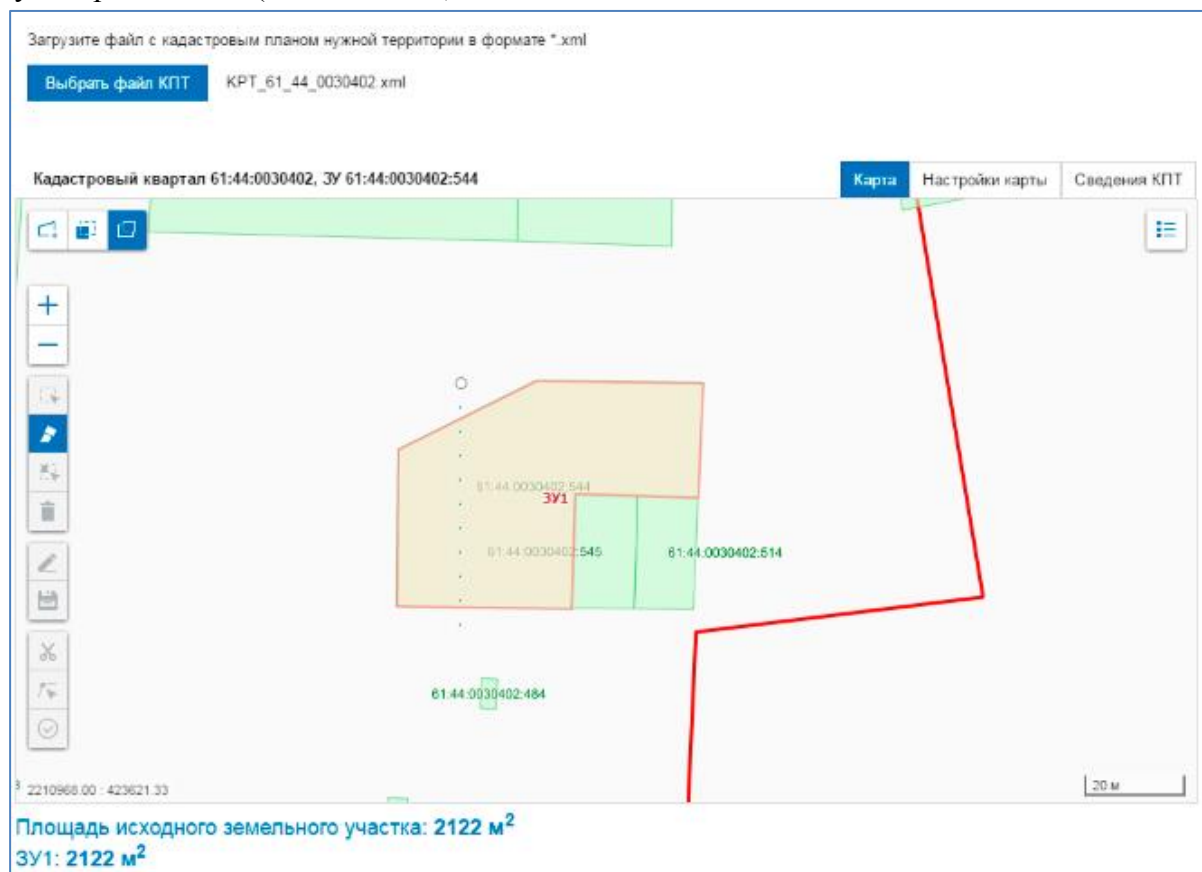 Загрузите файл с кадастровым планом нужной территории в формате *.xml
Выбрать файл КПТ KPT_61_44_0030402.xml
Кадастровый квартал 61:44:0030402, ЗУ 61:44:0030402:544
Карта Настройки карты Сведения КПТ
61:44:0030402:544
ЗУ1
61:44:0030402:545 61:44:0030402:514
61:44:0030402:484
2210968.00 : 423621.33
20 м
Площадь исходного земельного участка: 2122 м²
ЗУ1: 2122 м²